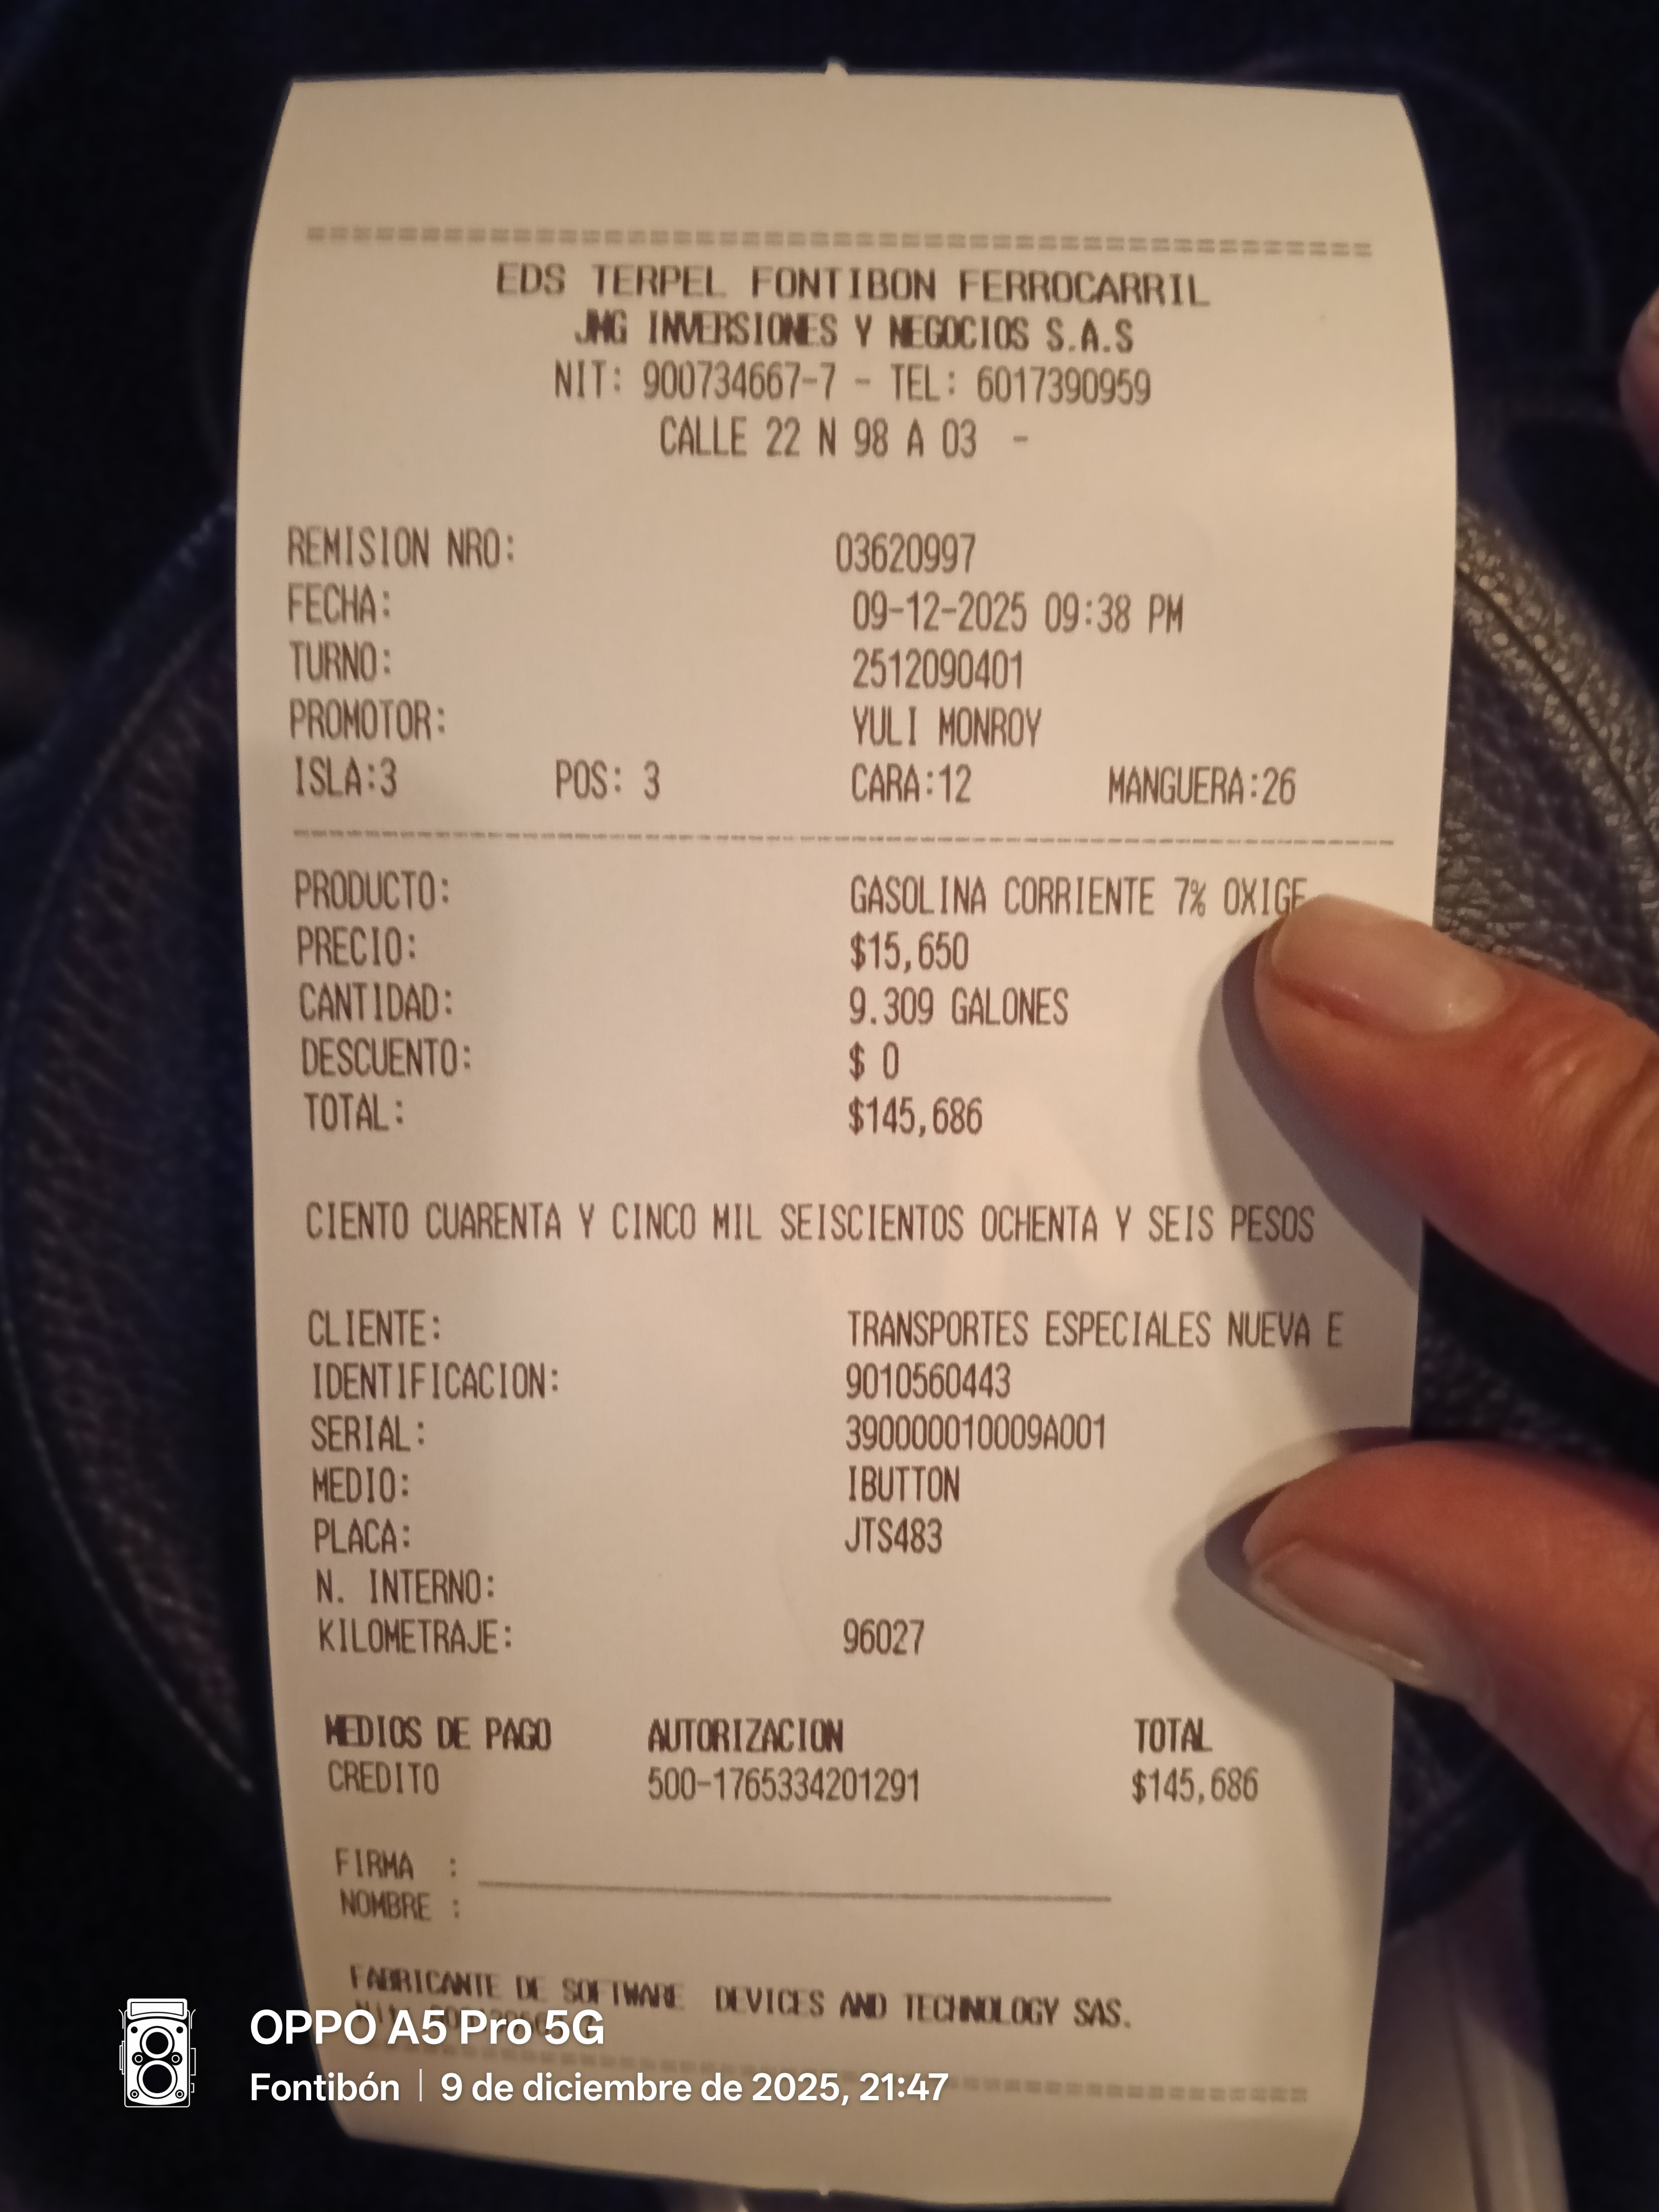 ================================================
EDS TERPEL FONTIBON FERROCARRIL
JMG INVERSIONES Y NEGOCIOS S.A.S
NIT: 900734667-7 - TEL: 6017390959
CALLE 22 N 98 A 03 -
REMISION NRO: 03620997
FECHA: 09-12-2025 09:38 PM
TURNO: 2512090401
PROMOTOR: YULI MONROY
ISLA:3 POS: 3 CARA:12 MANGUERA:26
PRODUCTO: GASOLINA CORRIENTE 7% OXIGE
PRECIO: $15,650
CANTIDAD: 9.309 GALONES
DESCUENTO: $ 0
TOTAL: $145,686
CIENTO CUARENTA Y CINCO MIL SEISCIENTOS OCHENTA Y SEIS PESOS
CLIENTE: TRANSPORTES ESPECIALES NUEVA E
IDENTIFICACION: 9010560443
SERIAL: 390000010009A001
MEDIO: IBUTTON
PLACA: JTS483
N. INTERNO:
KILOMETRAJE: 96027
MEDIOS DE PAGO AUTORIZACION TOTAL
CREDITO 500-1765334201291 $145,686
FIRMA :
NOMBRE :
FABRICANTE DE SOFTWARE DEVICES AND TECHNOLOGY SAS.
OPPO A5 Pro 5G
Fontibón | 9 de diciembre de 2025, 21:47